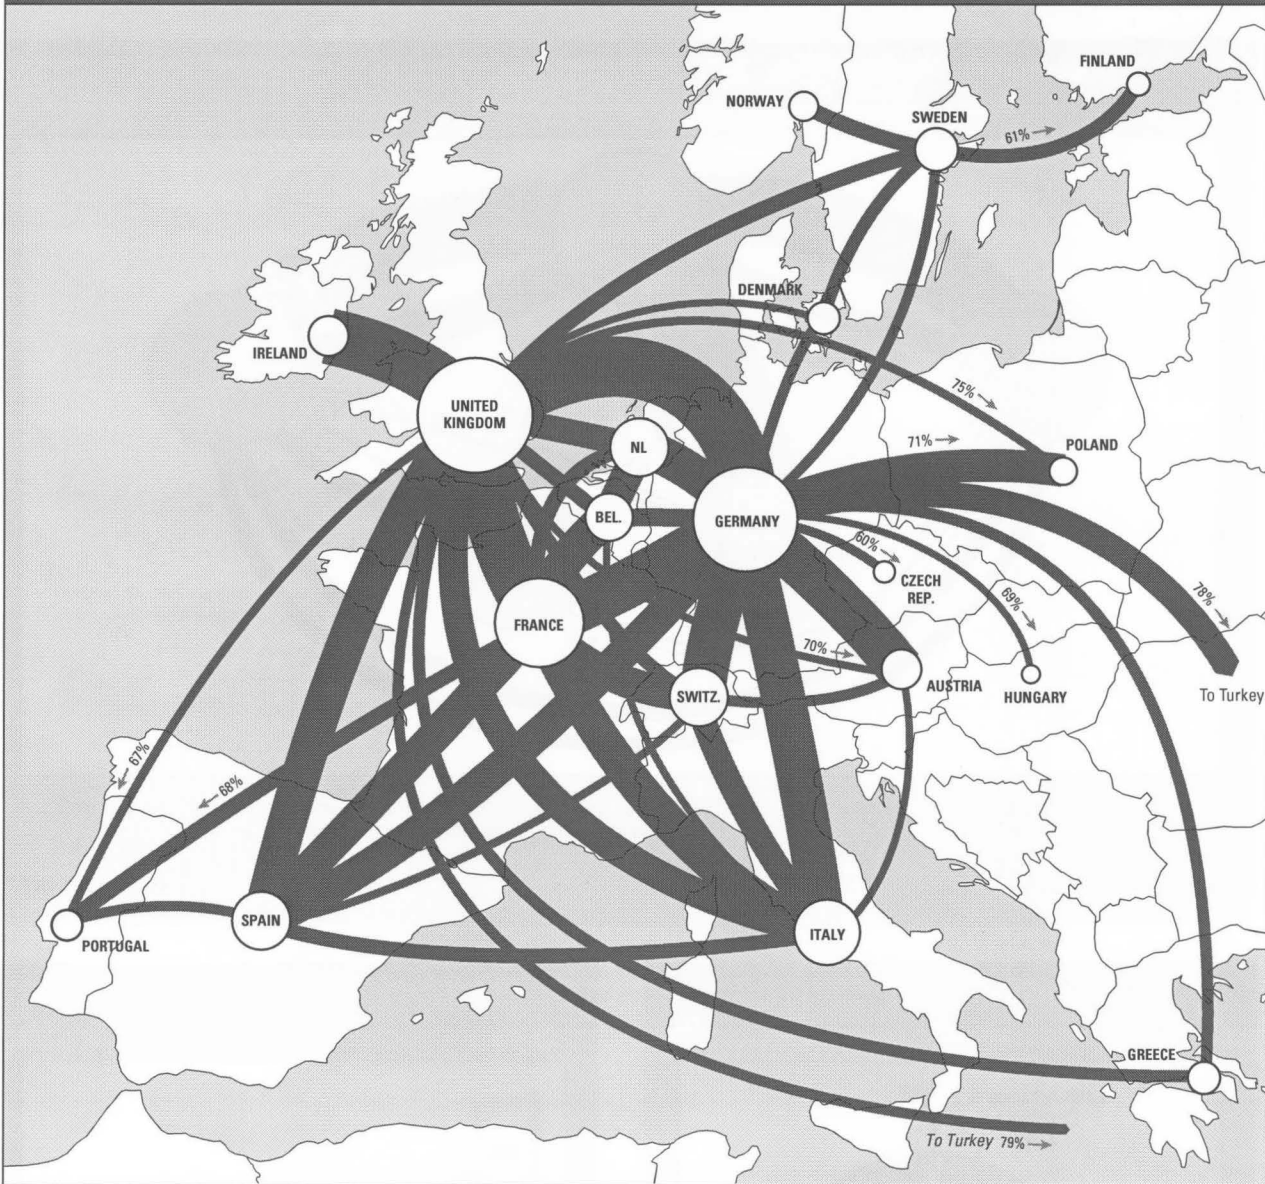 FINLAND
NORWAY
SWEDEN
61% →
DENMARK
IRELAND
UNITED
KINGDOM
75% →
71% →
POLAND
NL
BEL.
GERMANY
60% →
CZECH
REP.
69% →
78% →
FRANCE
70% →
SWITZ.
AUSTRIA
HUNGARY
To Turkey
← 67%
← 68%
SPAIN
ITALY
PORTUGAL
GREECE
To Turkey 79% →